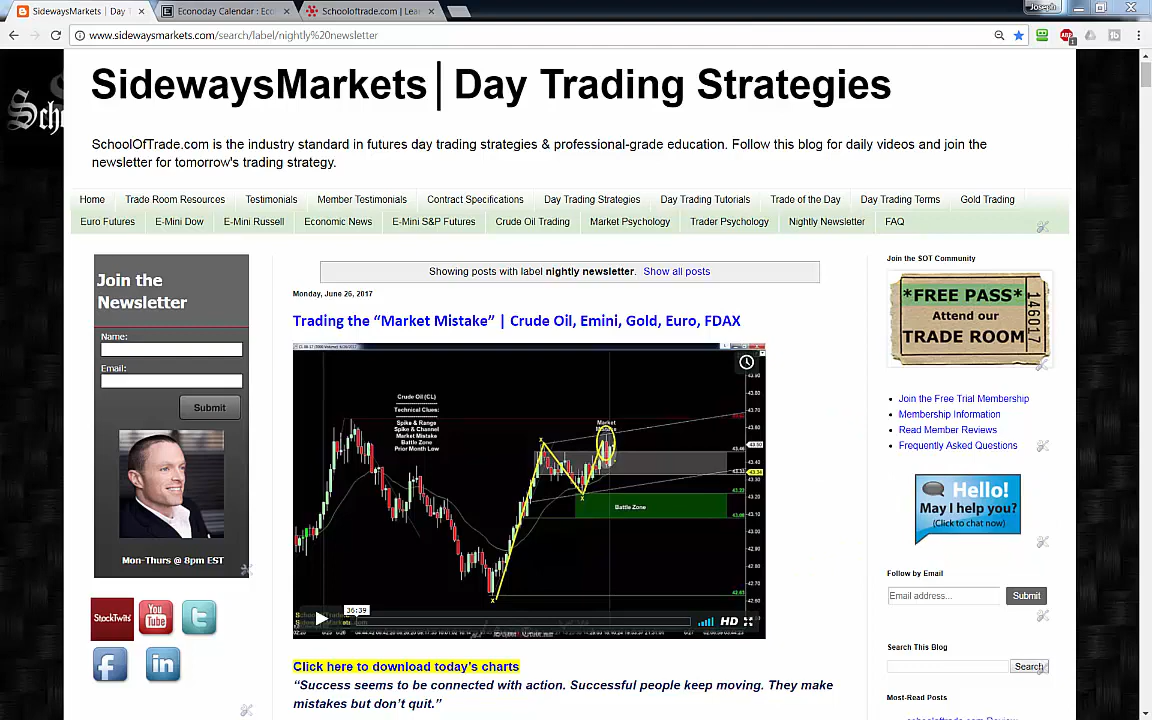 SidewaysMarkets | Day T
Econoday Calendar : Eco
Schooloftrade.com | Lea
Joseph
www.sidewaysmarkets.com/search/label/nightly%20newsletter
SidewaysMarkets│Day Trading Strategies
SchoolOfTrade.com is the industry standard in futures day trading strategies & professional-grade education. Follow this blog for daily videos and join the
newsletter for tomorrow's trading strategy.
Home Trade Room Resources Testimonials Member Testimonials Contract Specifications Day Trading Strategies Day Trading Tutorials Trade of the Day Day Trading Terms Gold Trading
Euro Futures E-Mini Dow E-Mini Russell Economic News E-Mini S&P Futures Crude Oil Trading Market Psychology Trader Psychology Nightly Newsletter FAQ
Join the
Newsletter
Name:
Email:
Submit
Mon-Thurs @ 8pm EST
StockTwits
You
Tube
Showing posts with label nightly newsletter. Show all posts
Monday, June 26, 2017
Trading the “Market Mistake” | Crude Oil, Emini, Gold, Euro, FDAX
Crude Oil (CL)
Technical Clues:
Spike & Range
Spike & Channel
Market Mistake
Battle Zone
Prior Month Low
Market
Battle Zone
36:39
HD
Click here to download today’s charts
“Success seems to be connected with action. Successful people keep moving. They make
mistakes but don’t quit.”
Join the SOT Community
*FREE PASS*
Attend our
TRADE ROOM
146017
Join the Free Trial Membership
Membership Information
Read Member Reviews
Frequently Asked Questions
Hello!
May I help you?
(Click to chat now)
Follow by Email
Email address...
Submit
Search This Blog
Search
Most-Read Posts
schooloftrade.com Review